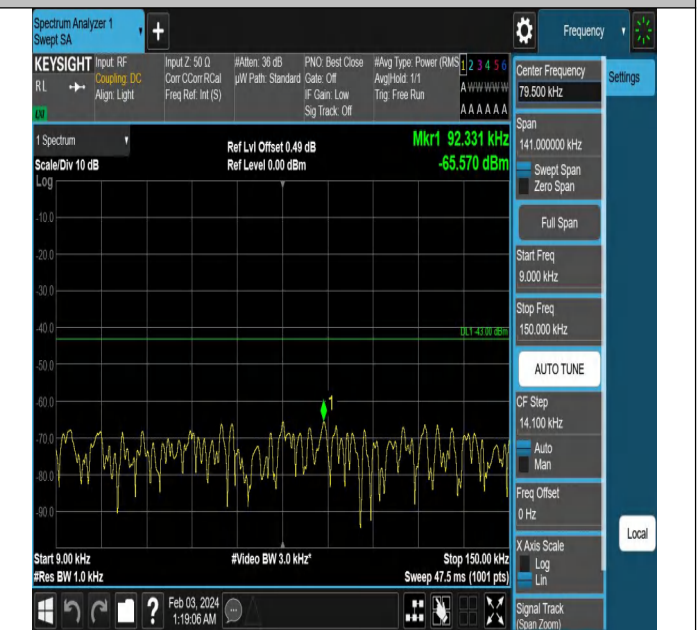 Spectrum Analyzer 1
Swept SA
+
Frequency
KEYSIGHT
RL
LXI
Input: RF
Coupling: DC
Align: Light
Input Z: 50 Ω
Corr CCorr RCal
Freq Ref: Int (S)
#Atten: 36 dB
µW Path: Standard
PNO: Best Close
Gate: Off
IF Gain: Low
Sig Track: Off
#Avg Type: Power (RMS
Avg|Hold: 1/1
Trig: Free Run
1 2 3 4 5 6
A W W W W W
A A A A A A
1 Spectrum
Scale/Div 10 dB
Log
Ref Lvl Offset 0.49 dB
Ref Level 0.00 dBm
Mkr1 92.331 kHz
-65.570 dBm
-10.0
-20.0
-30.0
-40.0
DL1 -43.00 dBm
-50.0
-60.0
1
-70.0
-80.0
-90.0
Start 9.00 kHz
#Res BW 1.0 kHz
#Video BW 3.0 kHz*
Stop 150.00 kHz
Sweep 47.5 ms (1001 pts)
?
Feb 03, 2024
1:19:06 AM
Center Frequency
79.500 kHz
Settings
Span
141.000000 kHz
Swept Span
Zero Span
Full Span
Start Freq
9.000 kHz
Stop Freq
150.000 kHz
AUTO TUNE
CF Step
14.100 kHz
Auto
Man
Freq Offset
0 Hz
Local
X Axis Scale
Log
Lin
Signal Track
(Span Zoom)